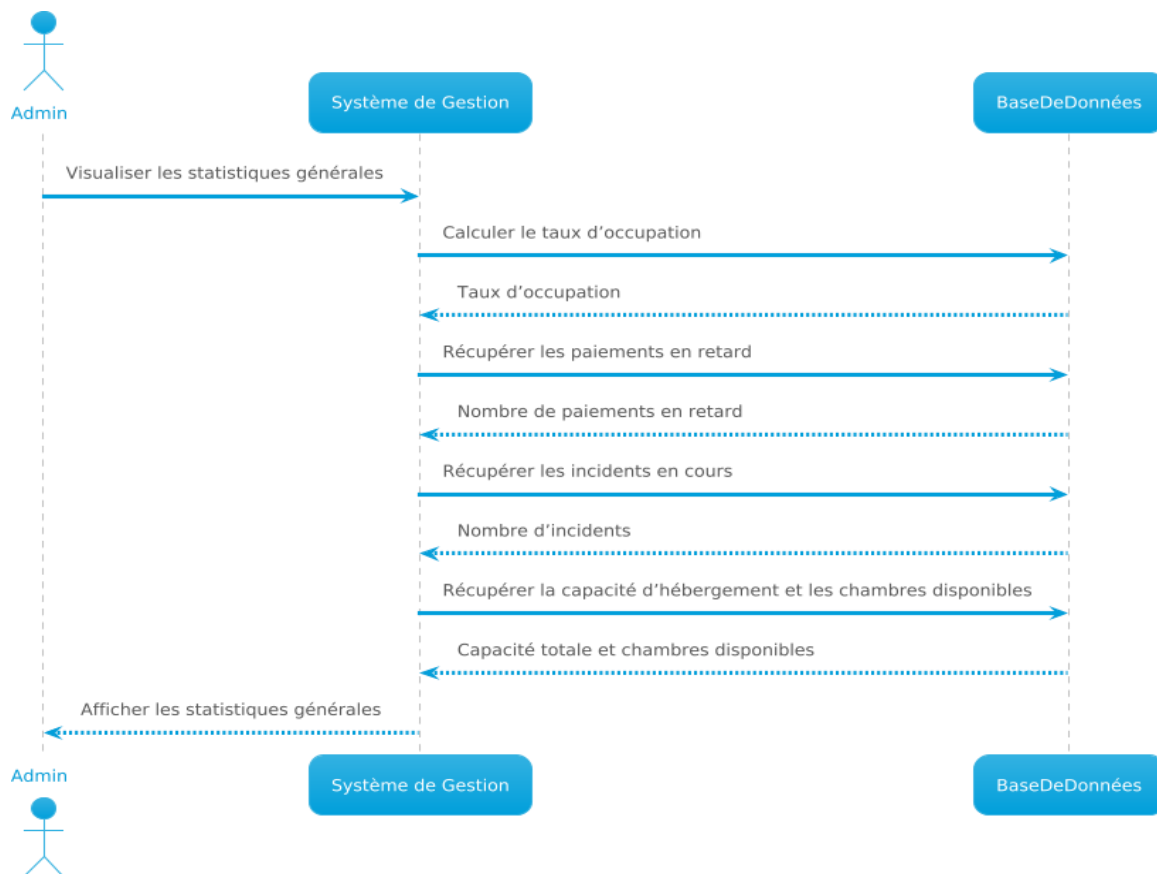 Admin
Système de Gestion
BaseDeDonnées
Visualiser les statistiques générales
Calculer le taux d’occupation
Taux d’occupation
Récupérer les paiements en retard
Nombre de paiements en retard
Récupérer les incidents en cours
Nombre d’incidents
Récupérer la capacité d’hébergement et les chambres disponibles
Capacité totale et chambres disponibles
Afficher les statistiques générales
Admin
Système de Gestion
BaseDeDonnées